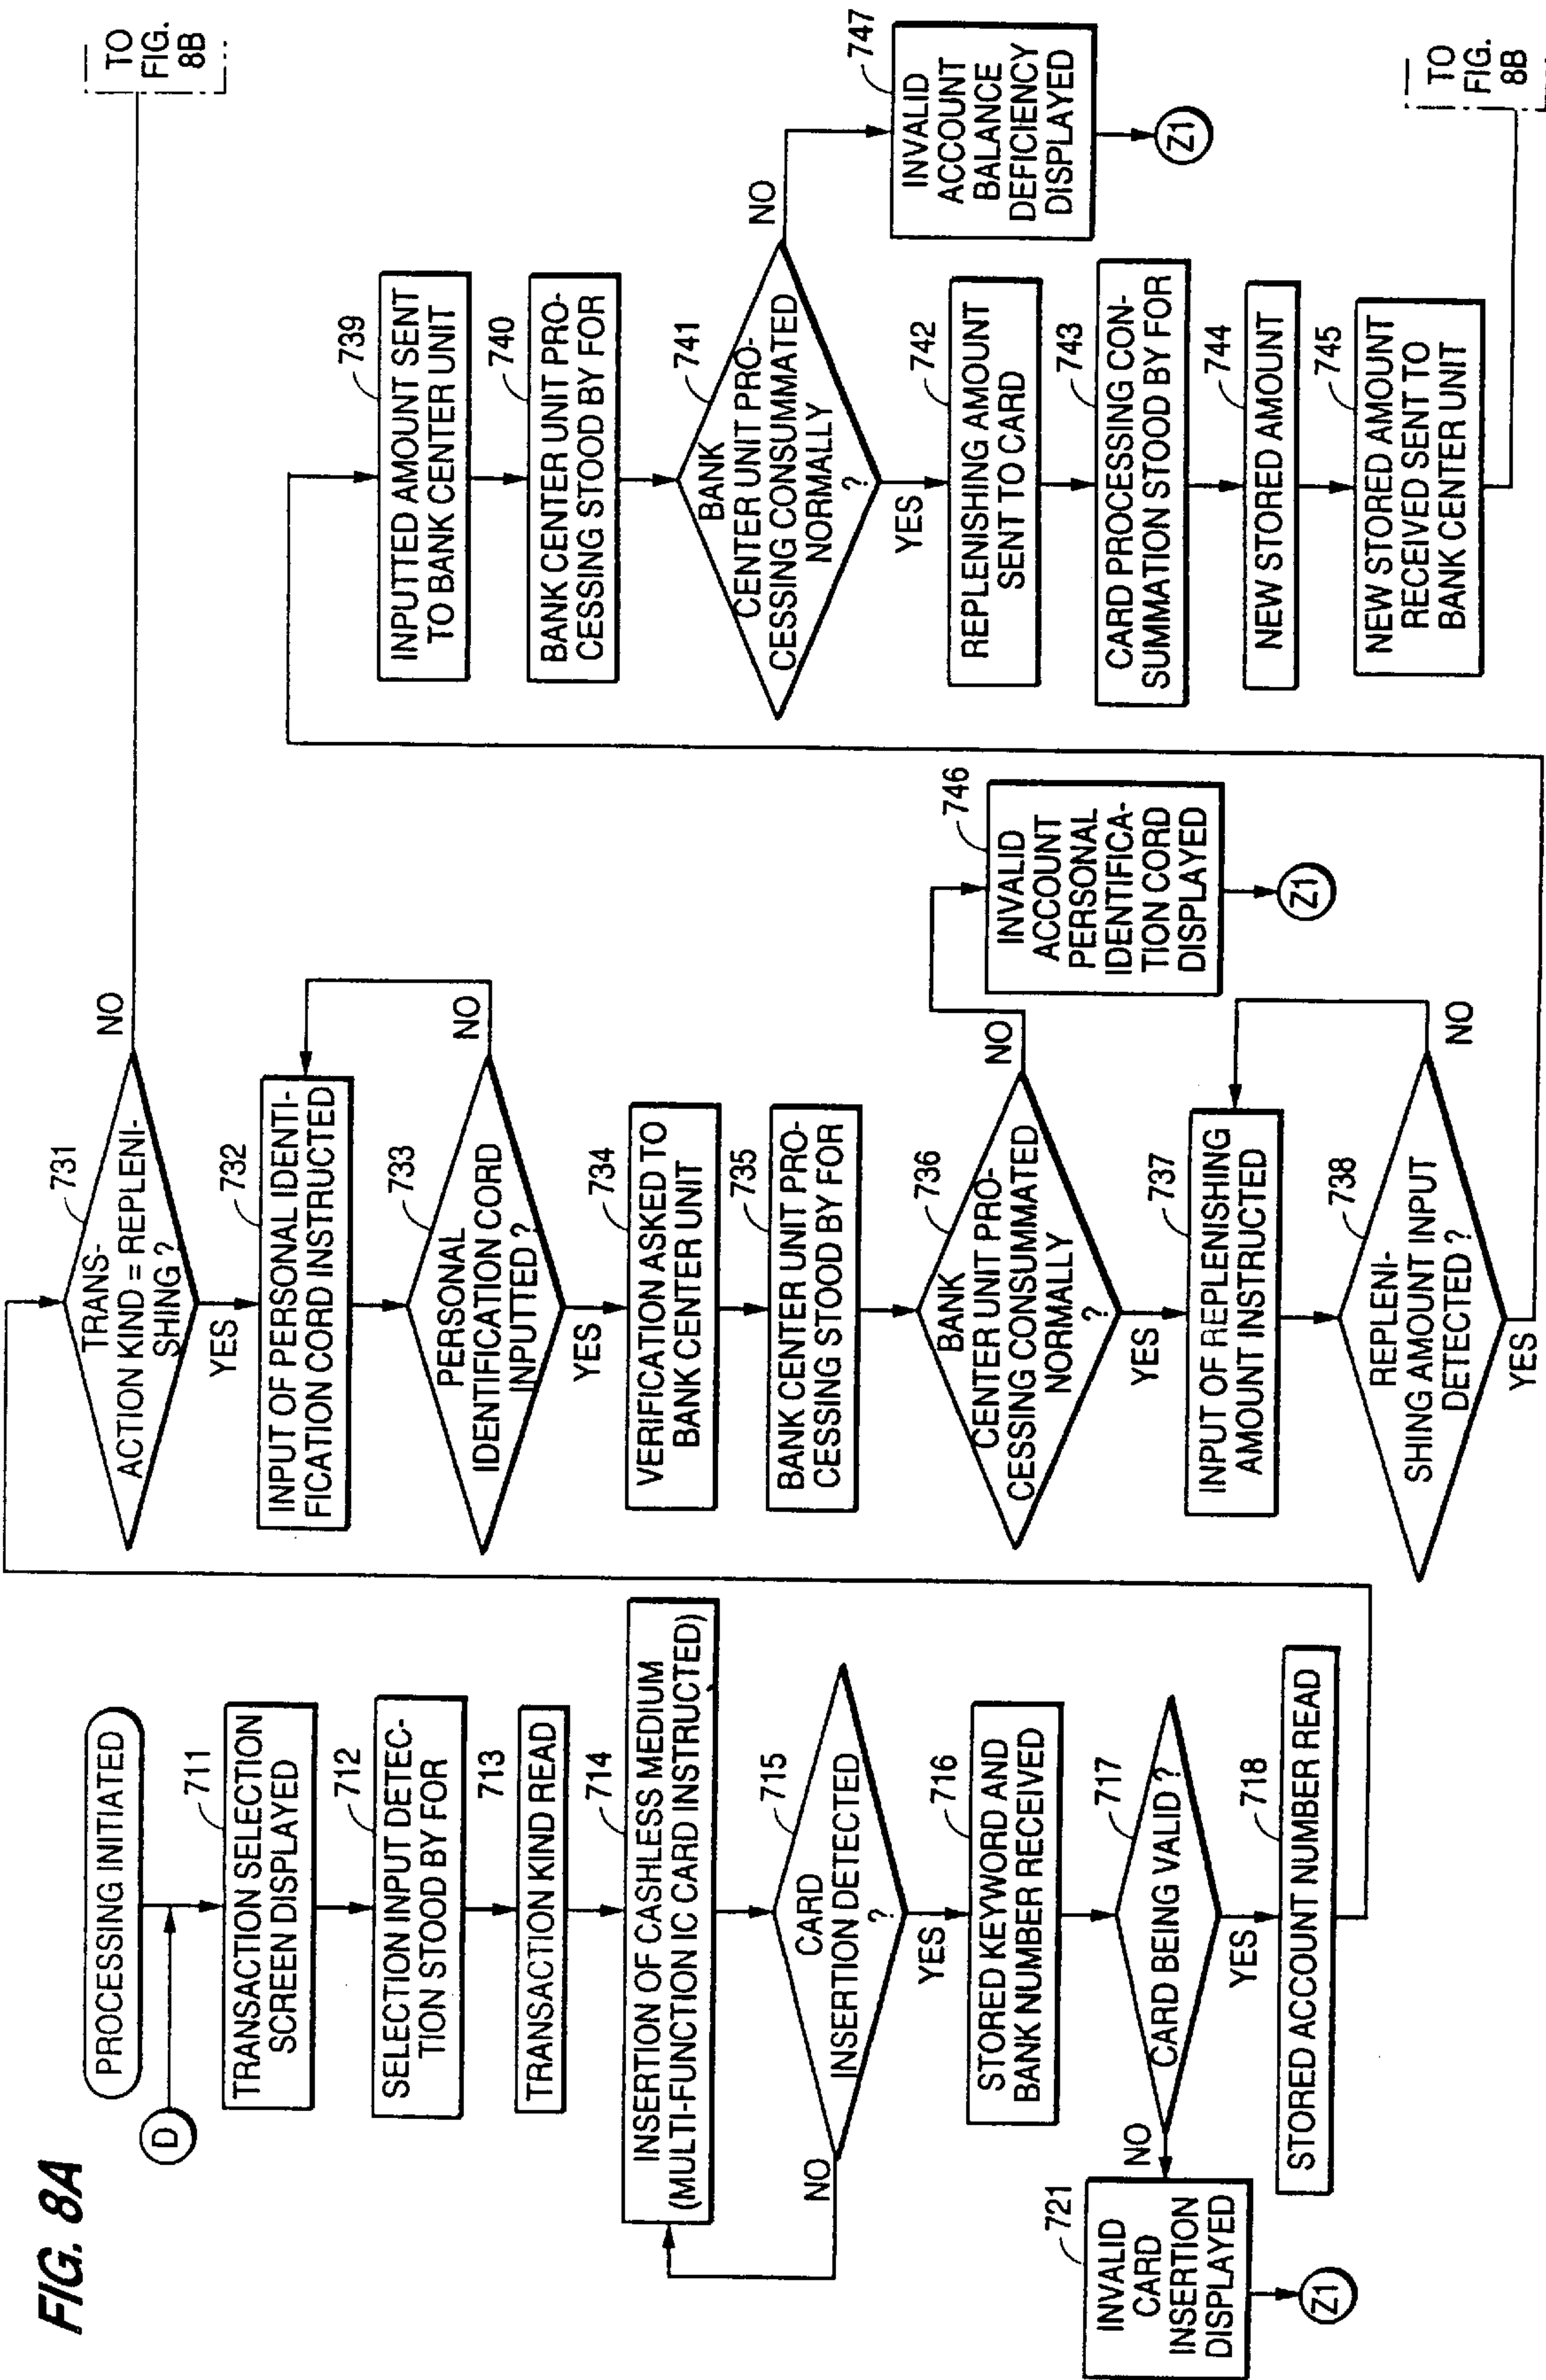 FIG. 8A
PROCESSING INITIATED
D
711
TRANSACTION SELECTION
SCREEN DISPLAYED
712
SELECTION INPUT DETEC-
TION STOOD BY FOR
713
TRANSACTION KIND READ
714
INSERTION OF CASHLESS MEDIUM
(MULTI-FUNCTION IC CARD INSTRUCTED)
715
CARD
INSERTION DETECTED
?
NO
YES
716
STORED KEYWORD AND
BANK NUMBER RECEIVED
717
CARD BEING VALID ?
NO
YES
721
INVALID
CARD
INSERTION
DISPLAYED
Z1
718
STORED ACCOUNT NUMBER READ
731
TRANS-
ACTION KIND = REPLENI-
SHING ?
NO
YES
TO
FIG.
8B
732
INPUT OF PERSONAL IDENTI-
FICATION CORD INSTRUCTED
733
PERSONAL
IDENTIFICATION CORD
INPUTTED ?
NO
YES
734
VERIFICATION ASKED TO
BANK CENTER UNIT
735
BANK CENTER UNIT PRO-
CESSING STOOD BY FOR
736
BANK
CENTER UNIT PRO-
CESSING CONSUMMATED
NORMALLY
?
NO
YES
746
INVALID
ACCOUNT
PERSONAL
IDENTIFICA-
TION CORD
DISPLAYED
Z1
737
INPUT OF REPLENISHING
AMOUNT INSTRUCTED
738
REPLENI-
SHING AMOUNT INPUT
DETECTED ?
NO
YES
739
INPUTTED AMOUNT SENT
TO BANK CENTER UNIT
740
BANK CENTER UNIT PRO-
CESSING STOOD BY FOR
741
BANK
CENTER UNIT PRO-
CESSING CONSUMMATED
NORMALLY
?
NO
YES
747
INVALID
ACCOUNT
BALANCE
DEFICIENCY
DISPLAYED
Z1
742
REPLENISHING AMOUNT
SENT TO CARD
743
CARD PROCESSING CON-
SUMMATION STOOD BY FOR
744
NEW STORED AMOUNT
745
NEW STORED AMOUNT
RECEIVED SENT TO
BANK CENTER UNIT
TO
FIG.
8B